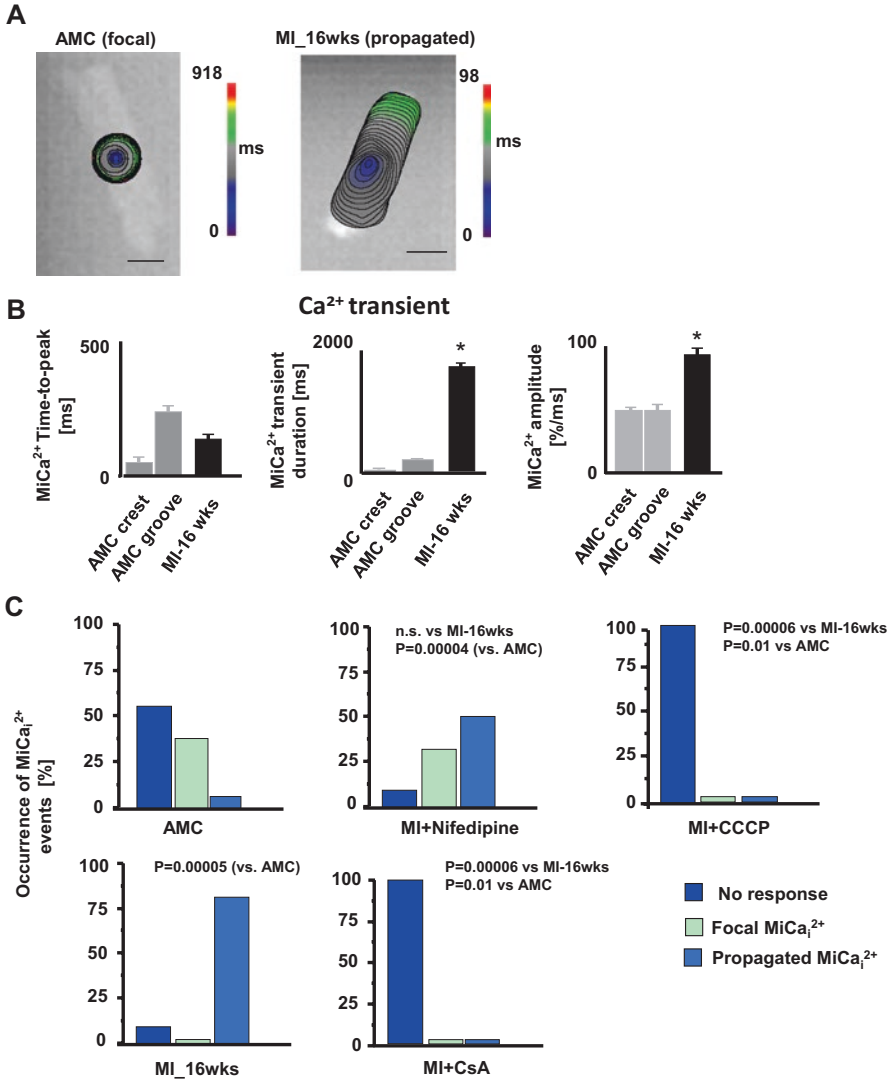 A
AMC (focal)
918
ms
0
MI_16wks (propagated)
98
ms
0
B
Ca²⁺ transient
MiCa²⁺ Time-to-peak
[ms]
500
0
AMC crest
AMC groove
MI-16 wks
MiCa²⁺ transient
duration [ms]
2000
0
*
AMC crest
AMC groove
MI-16 wks
MiCa²⁺ amplitude
[%/ms]
100
0
*
AMC crest
AMC groove
MI-16 wks
C
Occurrence of MiCaᵢ²⁺
events [%]
100
75
50
25
0
AMC
100
75
50
25
0
n.s. vs MI-16wks
P=0.00004 (vs. AMC)
MI+Nifedipine
100
75
50
25
0
P=0.00006 vs MI-16wks
P=0.01 vs AMC
MI+CCCP
100
75
50
25
0
P=0.00005 (vs. AMC)
MI_16wks
100
75
50
25
0
P=0.00006 vs MI-16wks
P=0.01 vs AMC
MI+CsA
No response
Focal MiCaᵢ²⁺
Propagated MiCaᵢ²⁺